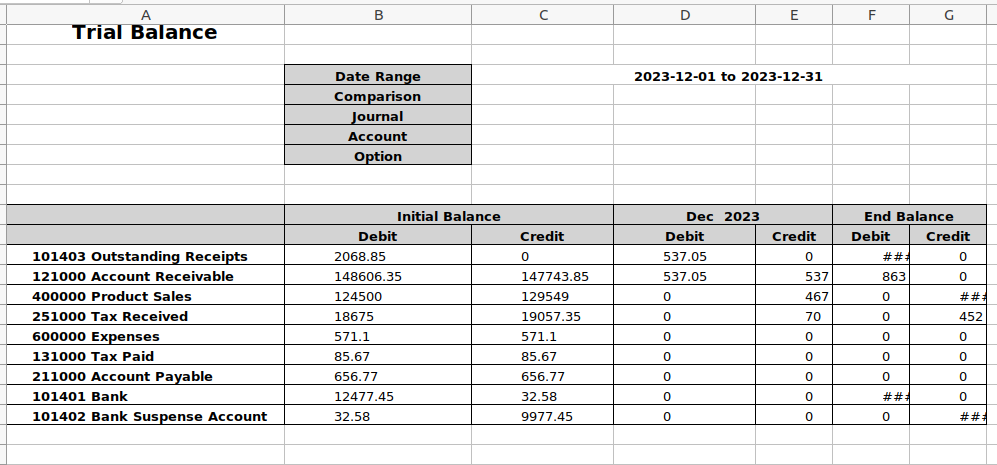 A B C D E F G
Trial Balance
Date Range 2023-12-01 to 2023-12-31
Comparison
Journal
Account
Option
Initial Balance Dec 2023 End Balance
Debit Credit Debit Credit Debit Credit
101403 Outstanding Receipts 2068.85 0 537.05 0 ### 0
121000 Account Receivable 148606.35 147743.85 537.05 537 863 0
400000 Product Sales 124500 129549 0 467 0 ###
251000 Tax Received 18675 19057.35 0 70 0 452
600000 Expenses 571.1 571.1 0 0 0 0
131000 Tax Paid 85.67 85.67 0 0 0 0
211000 Account Payable 656.77 656.77 0 0 0 0
101401 Bank 12477.45 32.58 0 0 ### 0
101402 Bank Suspense Account 32.58 9977.45 0 0 0 ###